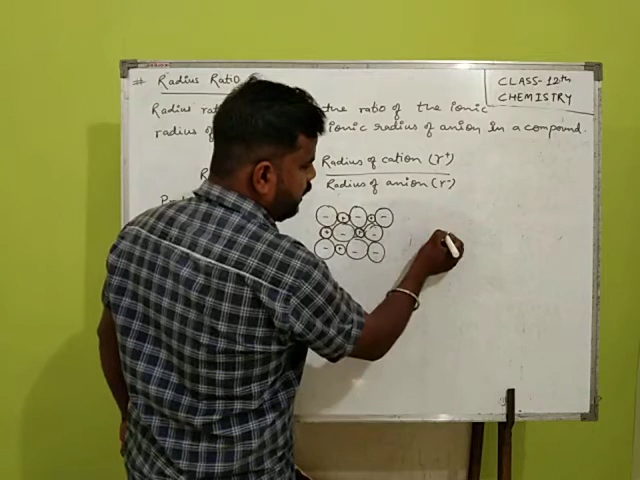 # Radius Ratio
CLASS-12th
CHEMISTRY
Radius the ratio of the ionic
radius of ionic radius of anion in a compound.
R Radius of cation (r+)
Radius of anion (r-)
- + - + -
+ - + -
- + - -